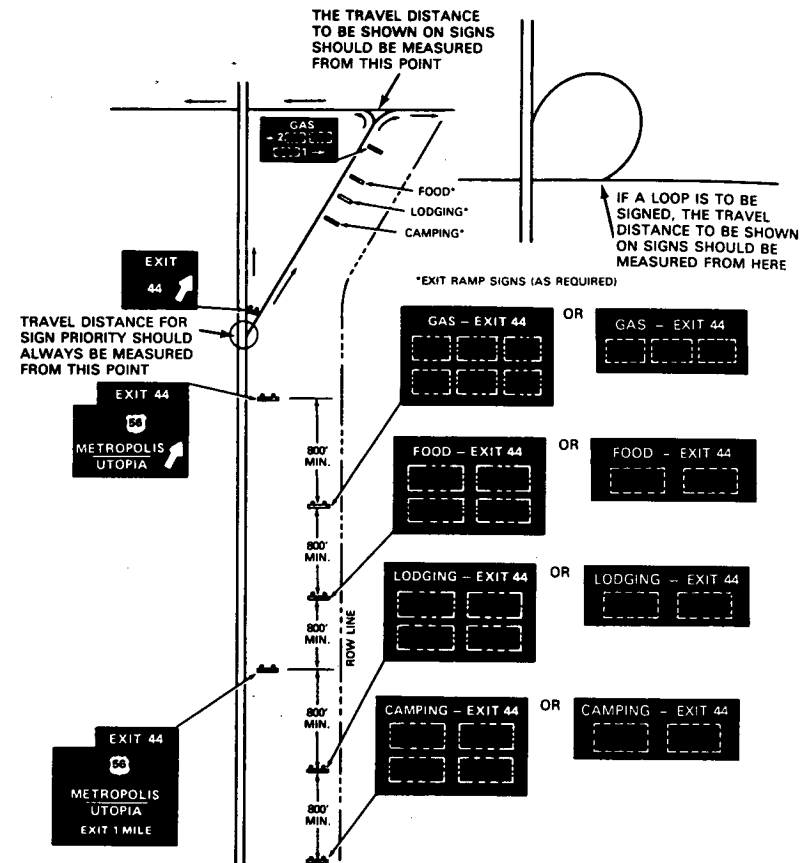 THE TRAVEL DISTANCE
TO BE SHOWN ON SIGNS
SHOULD BE MEASURED
FROM THIS POINT
GAS
← 2
1 →
FOOD*
LODGING*
CAMPING*
IF A LOOP IS TO BE
SIGNED, THE TRAVEL
DISTANCE TO BE SHOWN
ON SIGNS SHOULD BE
MEASURED FROM HERE
*EXIT RAMP SIGNS (AS REQUIRED)
EXIT
44
TRAVEL DISTANCE FOR
SIGN PRIORITY SHOULD
ALWAYS BE MEASURED
FROM THIS POINT
GAS – EXIT 44
OR
GAS – EXIT 44
EXIT 44
56
METROPOLIS
UTOPIA
800'
MIN.
FOOD – EXIT 44
OR
FOOD – EXIT 44
800'
MIN.
LODGING – EXIT 44
OR
LODGING – EXIT 44
800'
MIN.
ROW LINE
800'
MIN.
CAMPING – EXIT 44
OR
CAMPING – EXIT 44
EXIT 44
56
METROPOLIS
UTOPIA
EXIT 1 MILE
800'
MIN.